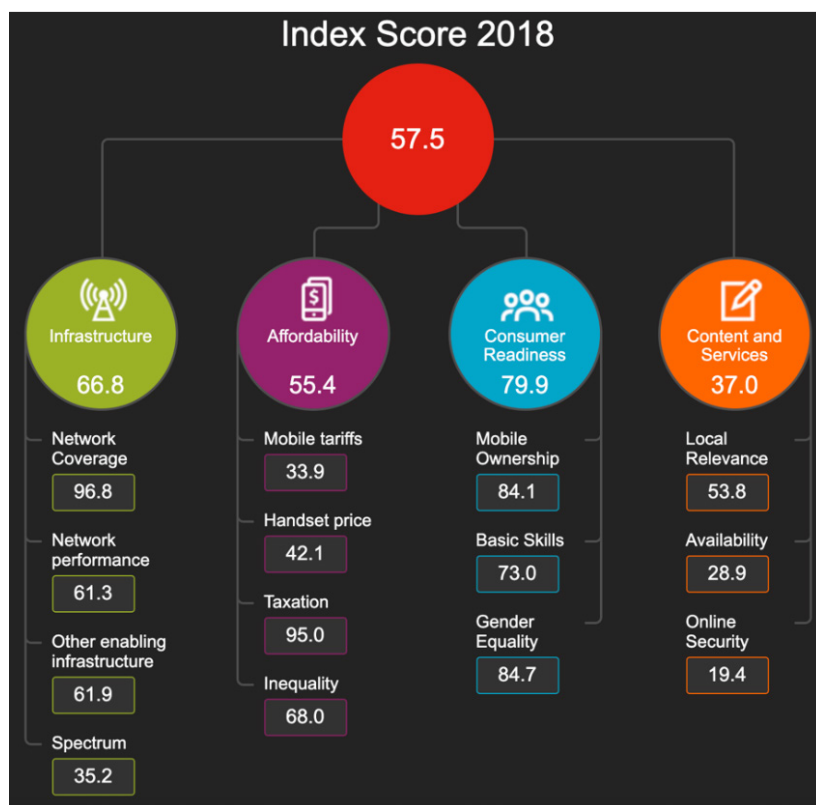 Index Score 2018
57.5
Infrastructure
66.8
Network
Coverage
96.8
Network
performance
61.3
Other enabling
infrastructure
61.9
Spectrum
35.2
$
Affordability
55.4
Mobile tariffs
33.9
Handset price
42.1
Taxation
95.0
Inequality
68.0
Consumer
Readiness
79.9
Mobile
Ownership
84.1
Basic Skills
73.0
Gender
Equality
84.7
Content and
Services
37.0
Local
Relevance
53.8
Availability
28.9
Online
Security
19.4